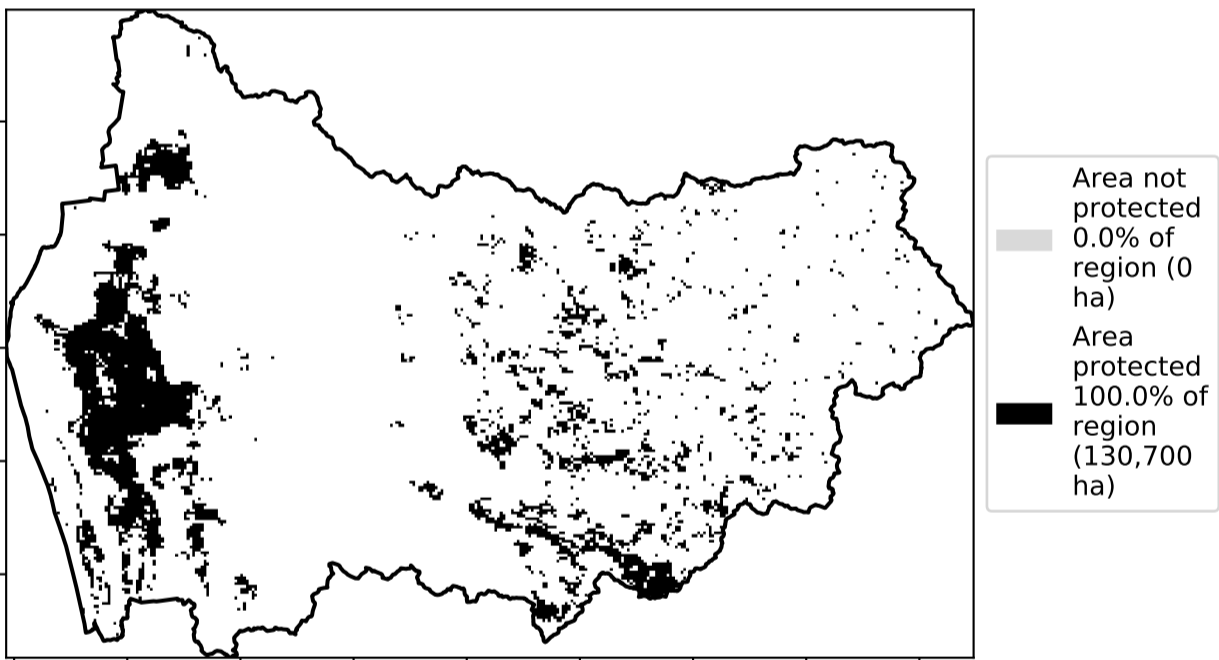 Area not
protected
0.0% of
region (0
ha)
Area
protected
100.0% of
region
(130,700
ha)